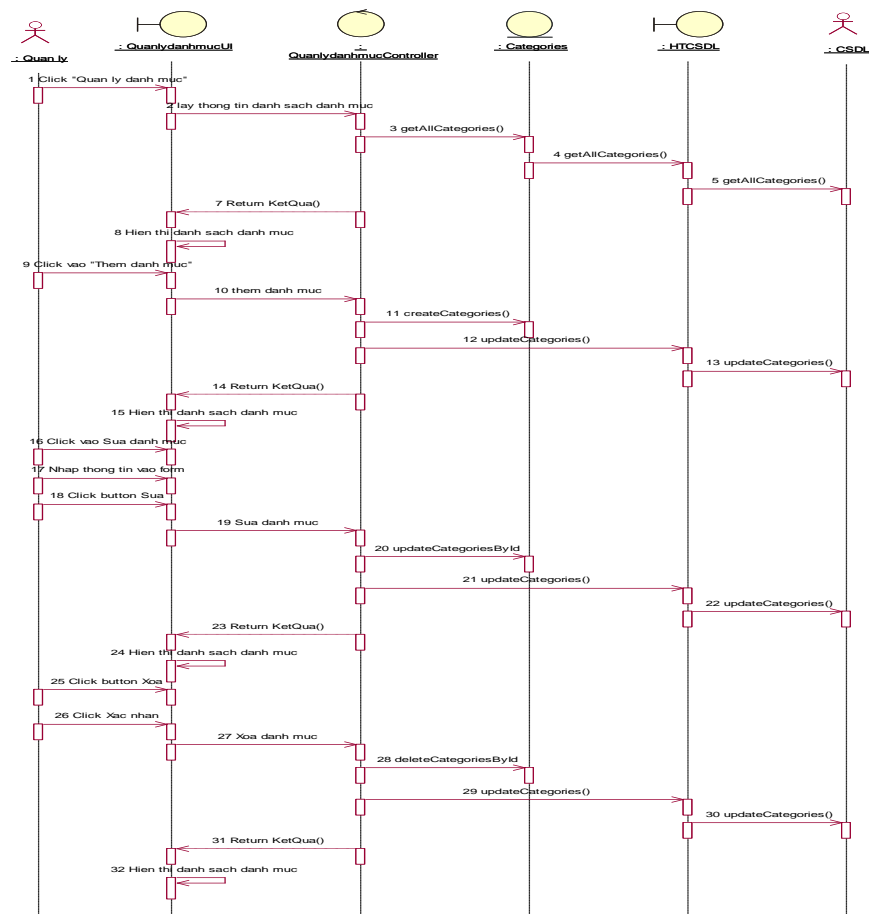 : Quan ly
: QuanlydanhmucUI
:
QuanlydanhmucController
: Categories
: HTCSDL
: CSDL
1 Click "Quan ly danh muc"
2 lay thong tin danh sach danh muc
3 getAllCategories()
4 getAllCategories()
5 getAllCategories()
7 Return KetQua()
8 Hien thi danh sach danh muc
9 Click vao "Them danh muc"
10 them danh muc
11 createCategories()
12 updateCategories()
13 updateCategories()
14 Return KetQua()
15 Hien thi danh sach danh muc
16 Click vao Sua danh muc
17 Nhap thong tin vao form
18 Click button Sua
19 Sua danh muc
20 updateCategoriesById
21 updateCategories()
22 updateCategories()
23 Return KetQua()
24 Hien thi danh sach danh muc
25 Click button Xoa
26 Click Xac nhan
27 Xoa danh muc
28 deleteCategoriesById
29 updateCategories()
30 updateCategories()
31 Return KetQua()
32 Hien thi danh sach danh muc